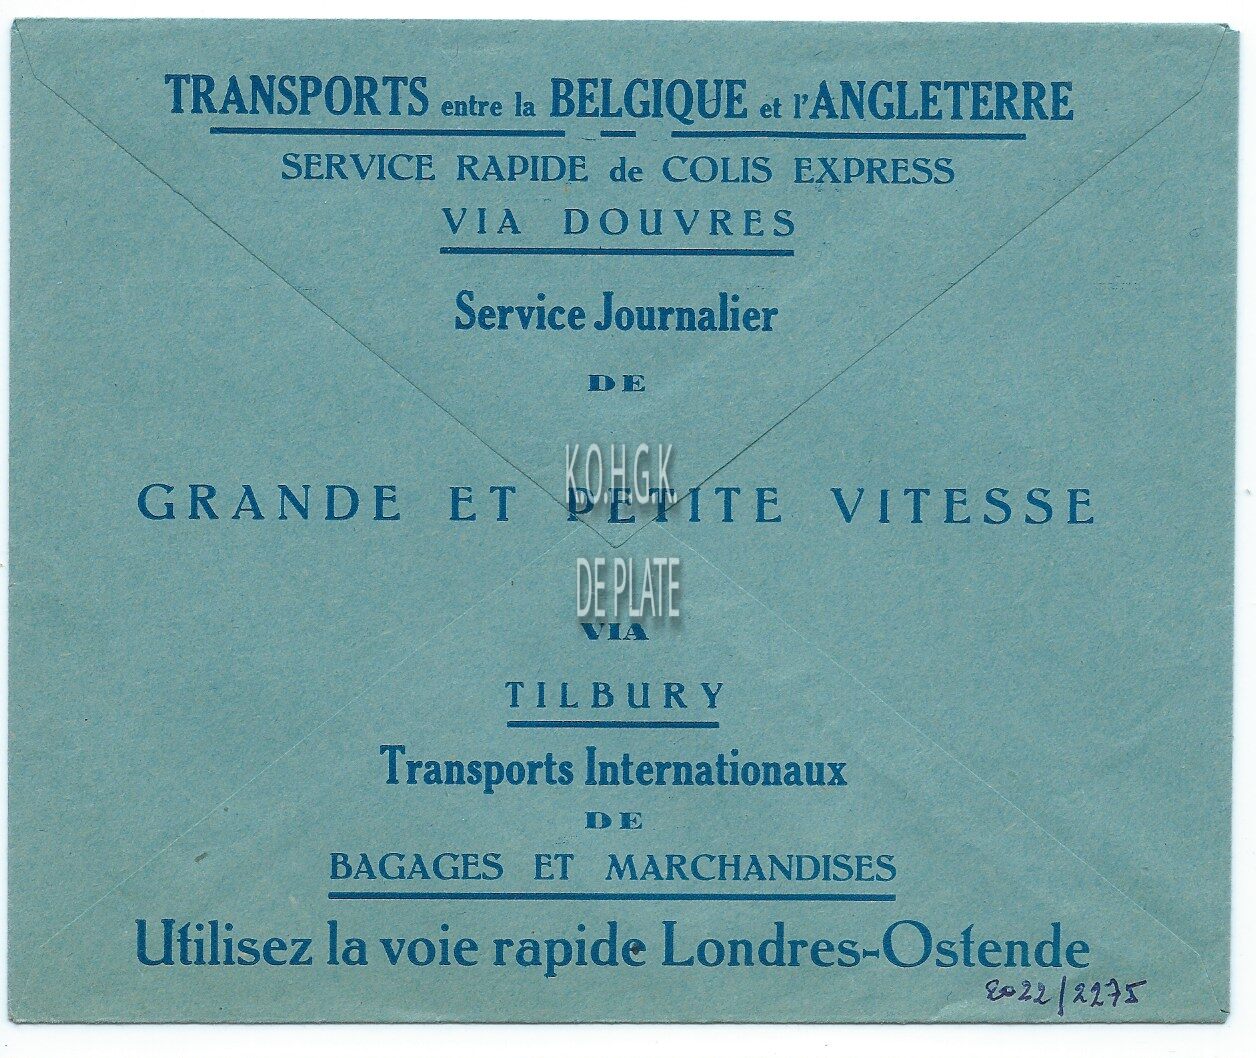 TRANSPORTS entre la BELGIQUE et l'ANGLETERRE
SERVICE RAPIDE de COLIS EXPRESS
VIA DOUVRES
Service Journalier
DE
GRANDE ET PETITE VITESSE
K.O.H.G.K.
DE PLATE
VIA
TILBURY
Transports Internationaux
DE
BAGAGES ET MARCHANDISES
Utilisez la voie rapide Londres-Ostende
2022/2275